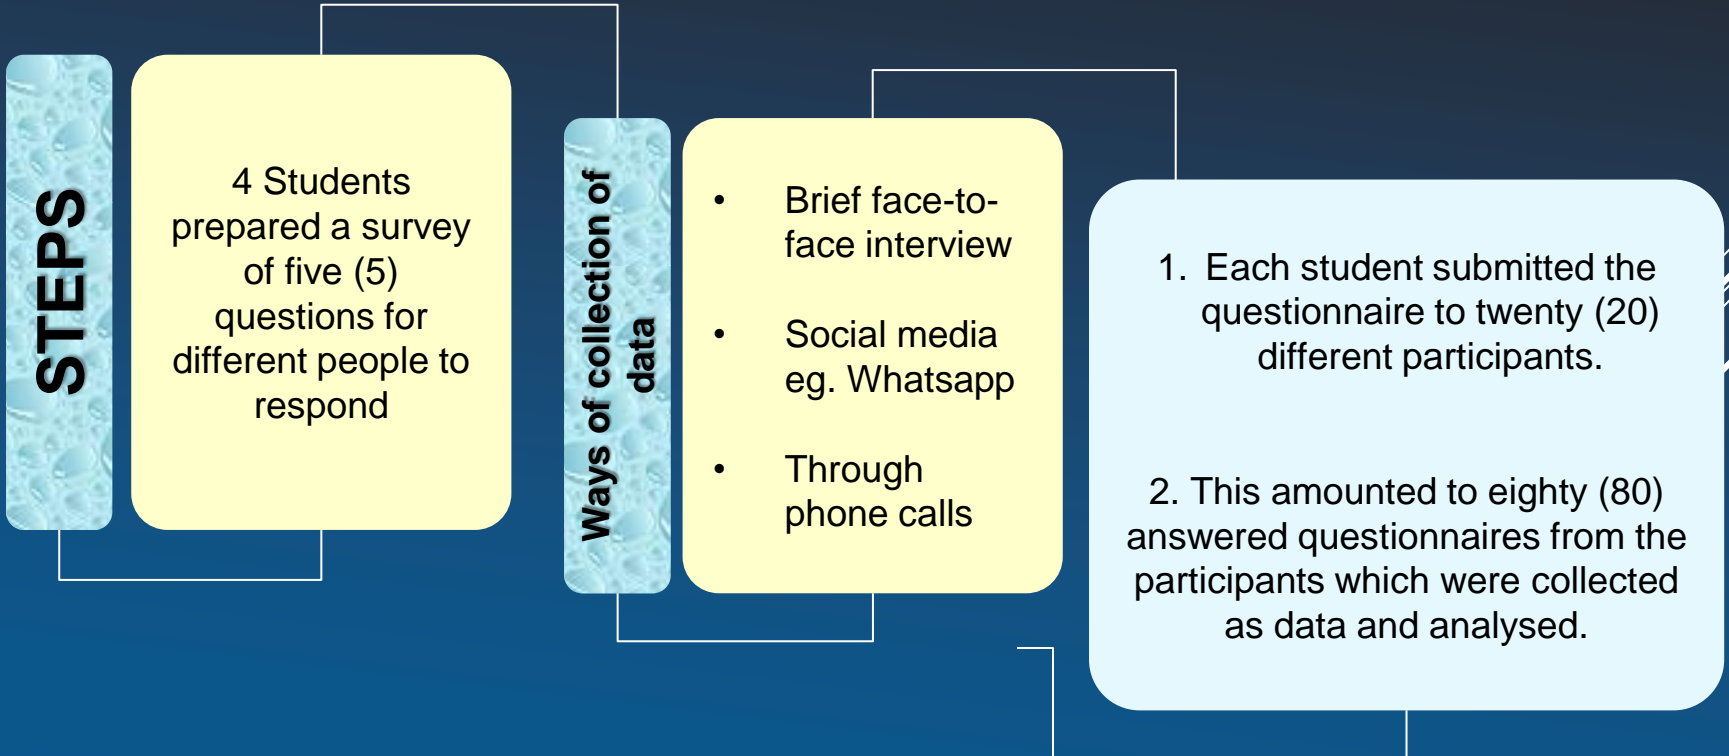 STEPS
4 Students
prepared a survey
of five (5)
questions for
different people to
respond
Ways of collection of
data
• Brief face-to-
face interview
• Social media
eg. Whatsapp
• Through
phone calls
1. Each student submitted the
questionnaire to twenty (20)
different participants.
2. This amounted to eighty (80)
answered questionnaires from the
participants which were collected
as data and analysed.